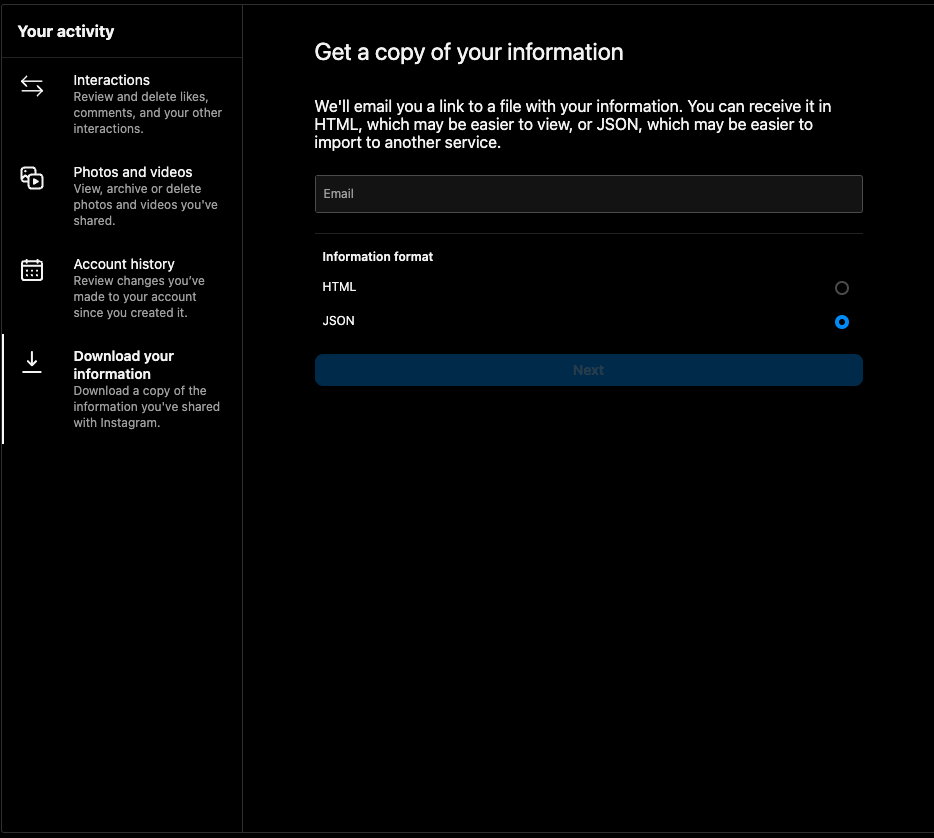 Your activity
Interactions
Review and delete likes,
comments, and your other
interactions.
Photos and videos
View, archive or delete
photos and videos you've
shared.
Account history
Review changes you’ve
made to your account
since you created it.
Download your
information
Download a copy of the
information you've shared
with Instagram.
Get a copy of your information
We'll email you a link to a file with your information. You can receive it in
HTML, which may be easier to view, or JSON, which may be easier to
import to another service.
Email
Information format
HTML
JSON
Next